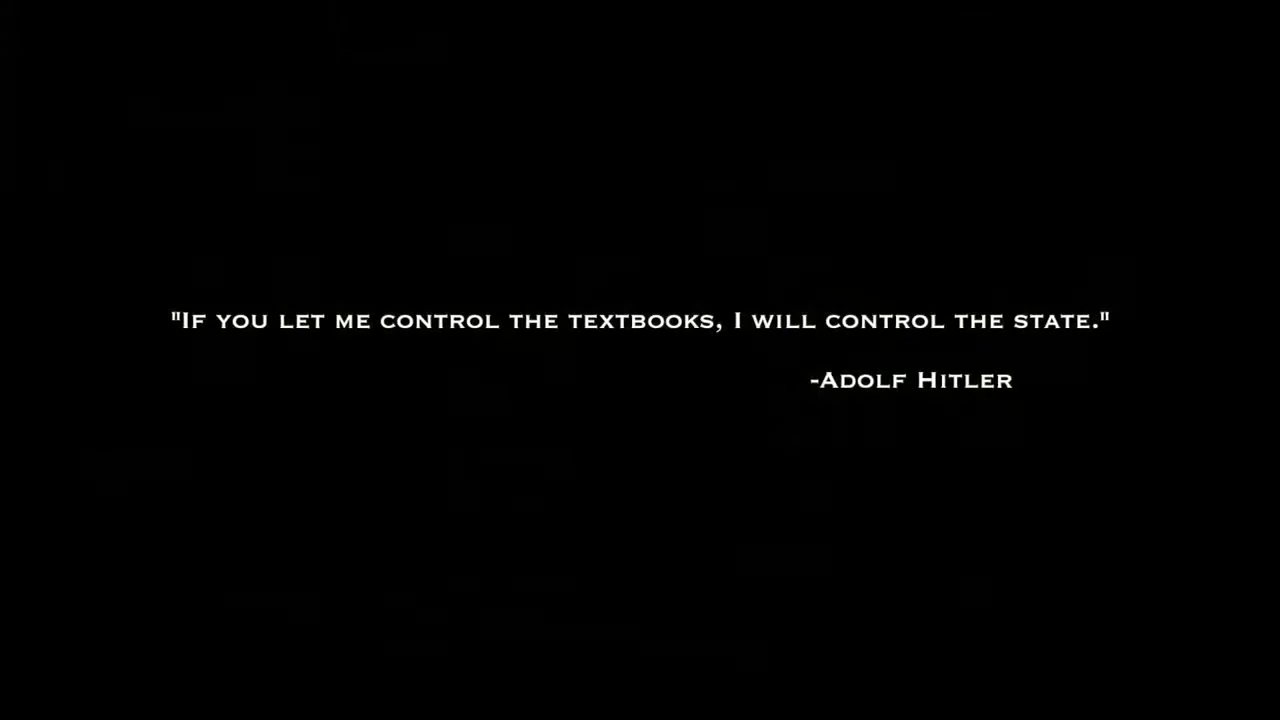 "If you let me control the textbooks, I will control the state."
-Adolf Hitler